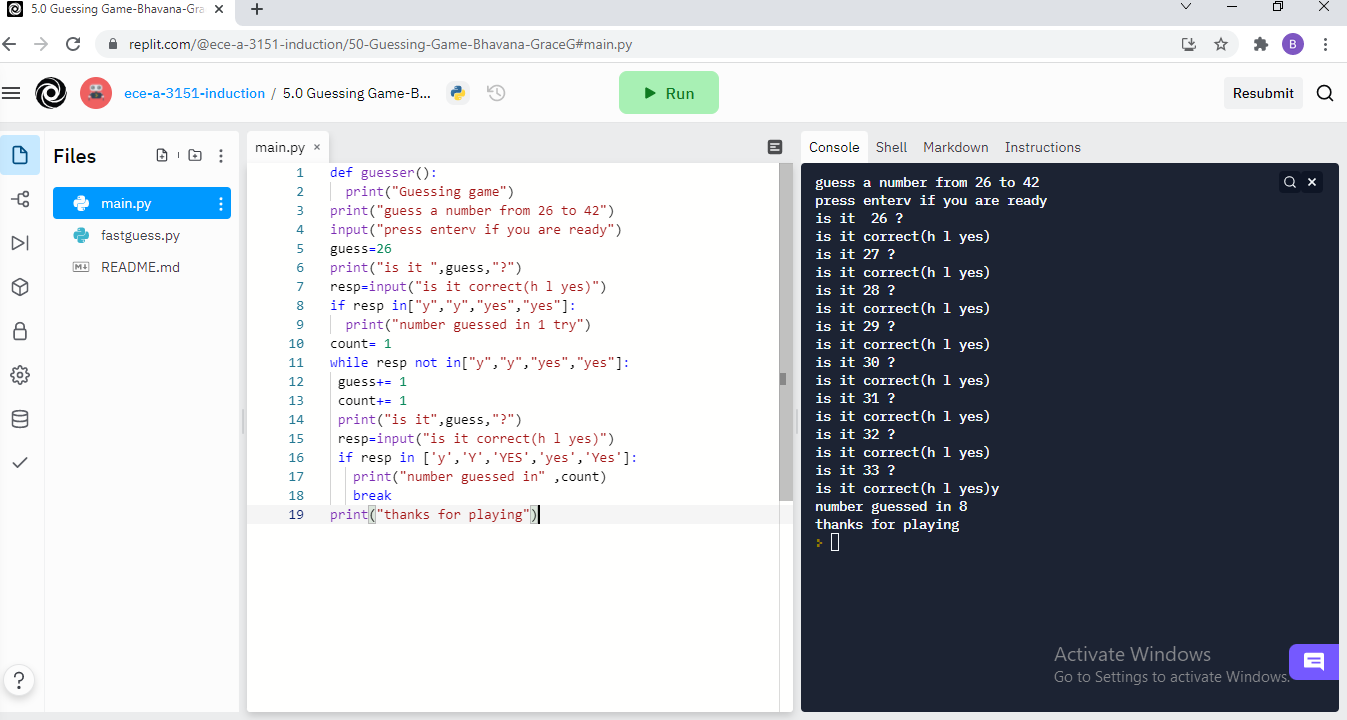 5.0 Guessing Game-Bhavana-Gra
replit.com/@ece-a-3151-induction/50-Guessing-Game-Bhavana-GraceG#main.py
B
ece-a-3151-induction / 5.0 Guessing Game-B...
Run
Resubmit
Files
main.py
fastguess.py
M↓ README.md
main.py ×
1 def guesser():
2 print("Guessing game")
3 print("guess a number from 26 to 42")
4 input("press enterv if you are ready")
5 guess=26
6 print("is it ",guess,"?")
7 resp=input("is it correct(h l yes)")
8 if resp in["y","y","yes","yes"]:
9 print("number guessed in 1 try")
10 count= 1
11 while resp not in["y","y","yes","yes"]:
12 guess+= 1
13 count+= 1
14 print("is it",guess,"?")
15 resp=input("is it correct(h l yes)")
16 if resp in ['y','Y','YES','yes','Yes']:
17 print("number guessed in" ,count)
18 break
19 print("thanks for playing")
Console Shell Markdown Instructions
guess a number from 26 to 42
press enterv if you are ready
is it  26 ?
is it correct(h l yes)
is it 27 ?
is it correct(h l yes)
is it 28 ?
is it correct(h l yes)
is it 29 ?
is it correct(h l yes)
is it 30 ?
is it correct(h l yes)
is it 31 ?
is it correct(h l yes)
is it 32 ?
is it correct(h l yes)
is it 33 ?
is it correct(h l yes)y
number guessed in 8
thanks for playing
Activate Windows
Go to Settings to activate Windows.
?